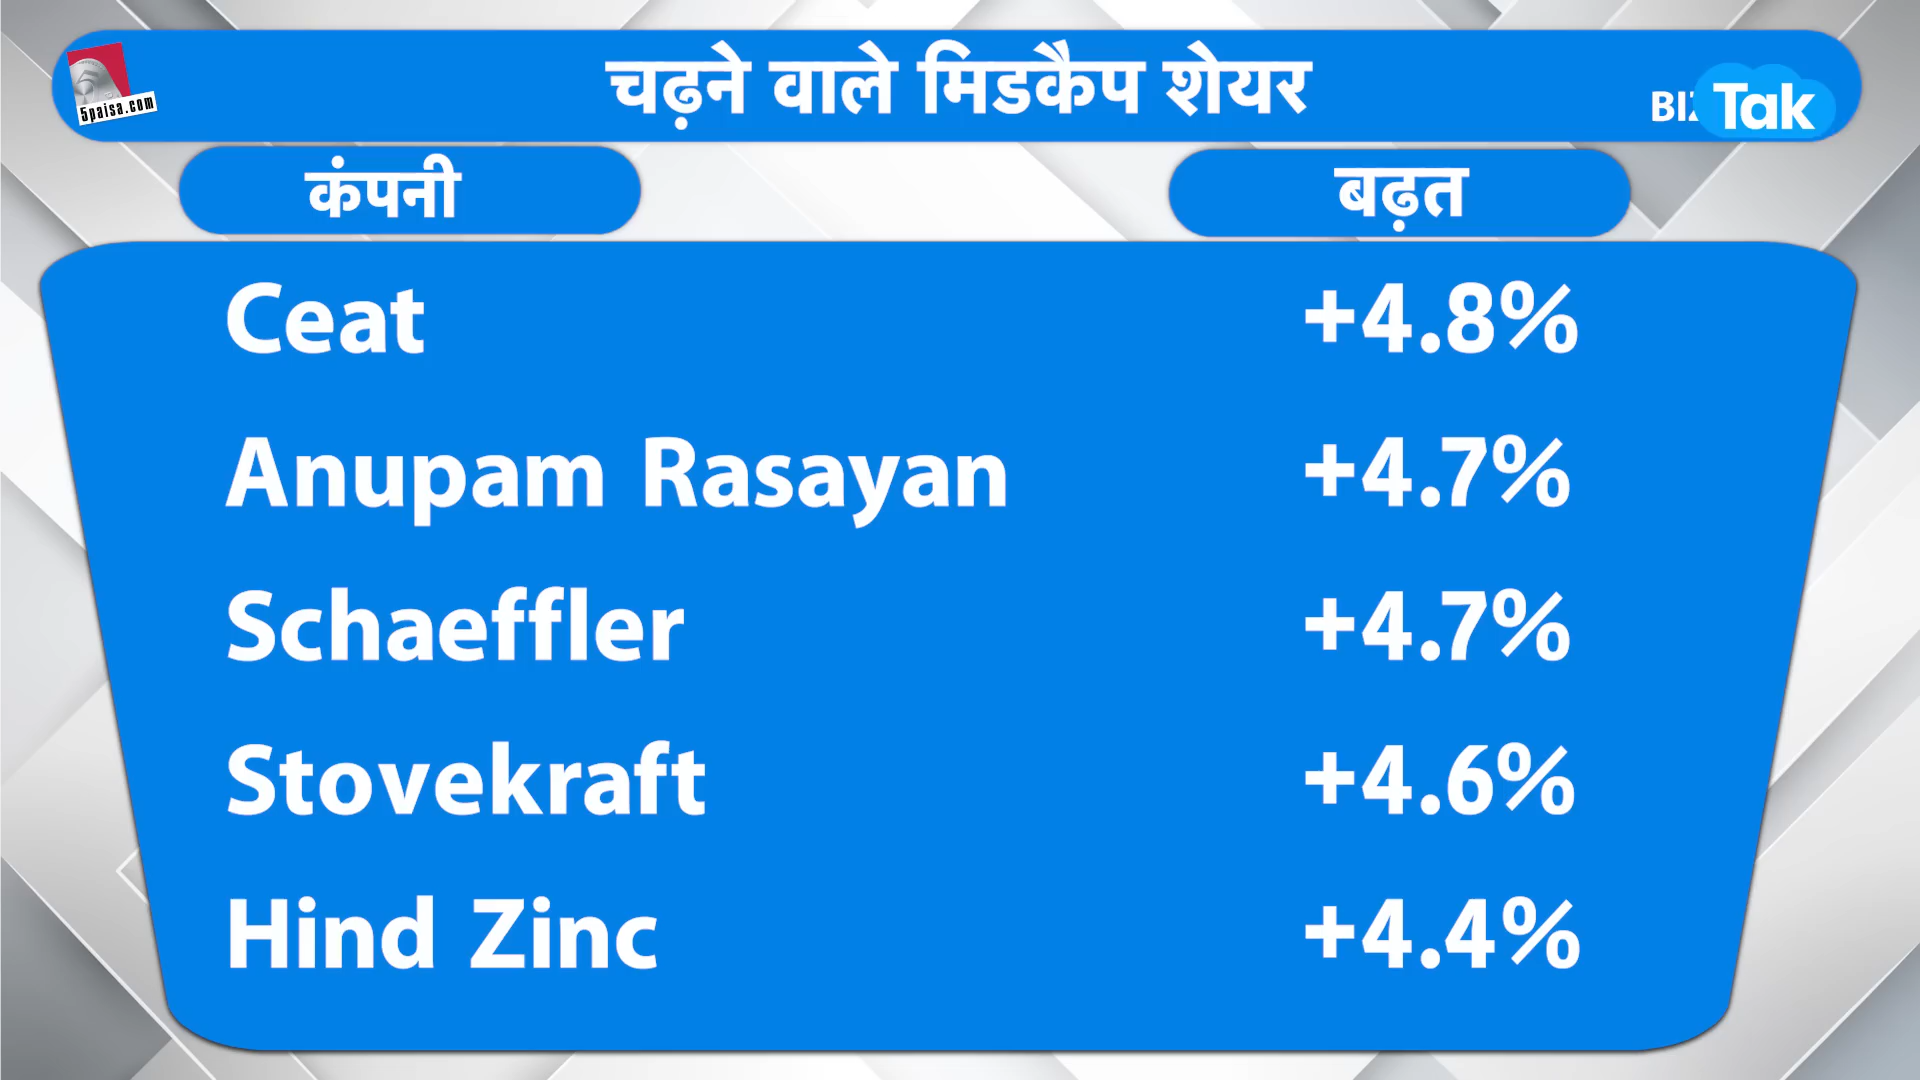 चढ़ने वाले मिडकैप शेयर
5paisa.com
BIZ Tak
कंपनी बढ़त
Ceat +4.8%
Anupam Rasayan +4.7%
Schaeffler +4.7%
Stovekraft +4.6%
Hind Zinc +4.4%